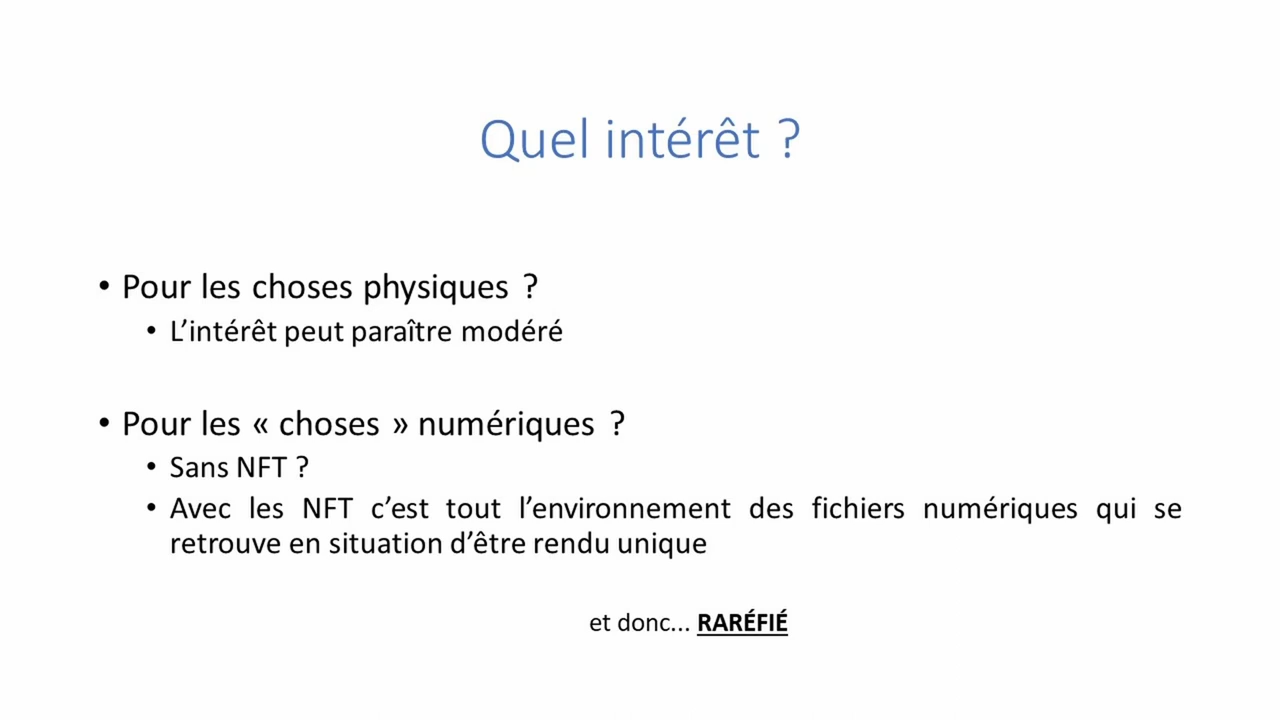 Quel intérêt ?
• Pour les choses physiques ?
• L’intérêt peut paraître modéré
• Pour les « choses » numériques ?
• Sans NFT ?
• Avec les NFT c’est tout l’environnement des fichiers numériques qui se
retrouve en situation d’être rendu unique
et donc... RARÉFIÉ